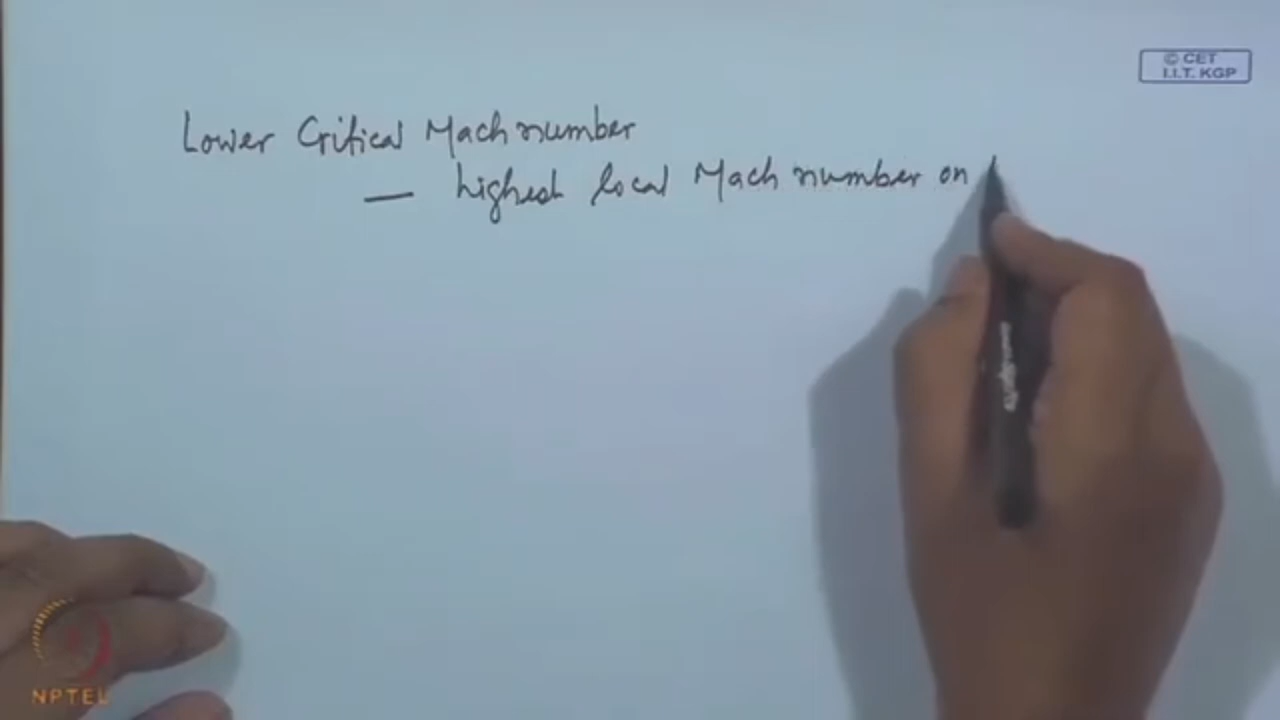 © CET
I.I.T. KGP
Lower Critical Mach number
— highest local Mach number on
NPTEL